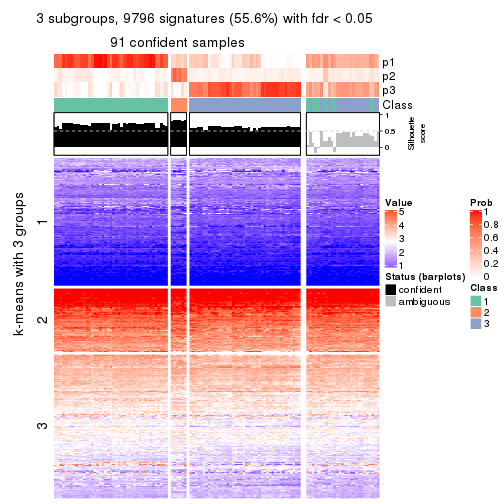 3 subgroups, 9796 signatures (55.6%) with fdr < 0.05
91 confident samples
p1
p2
p3
Class
1
0.5
0
Silhouette
score
k-means with 3 groups
1
2
3
Value
5
4
3
2
1
Status (barplots)
confident
ambiguous
Prob
1
0.8
0.6
0.4
0.2
0
Class
1
2
3